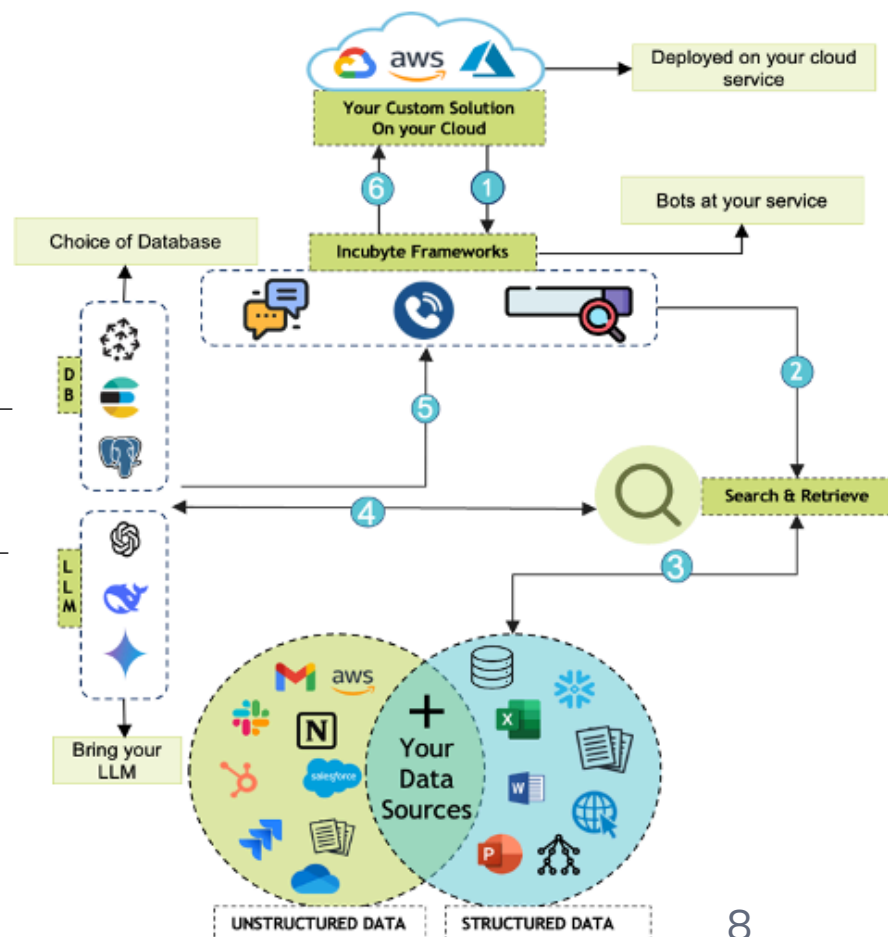 aws
Deployed on your cloud
service
Your Custom Solution
On your Cloud
6
1
Bots at your service
Choice of Database
Incubyte Frameworks
D
B
2
5
Search & Retrieve
4
L
L
M
3
aws
+
N
Your
Data
Sources
X
salesforce
W
P
Bring your
LLM
UNSTRUCTURED DATA
STRUCTURED DATA
8